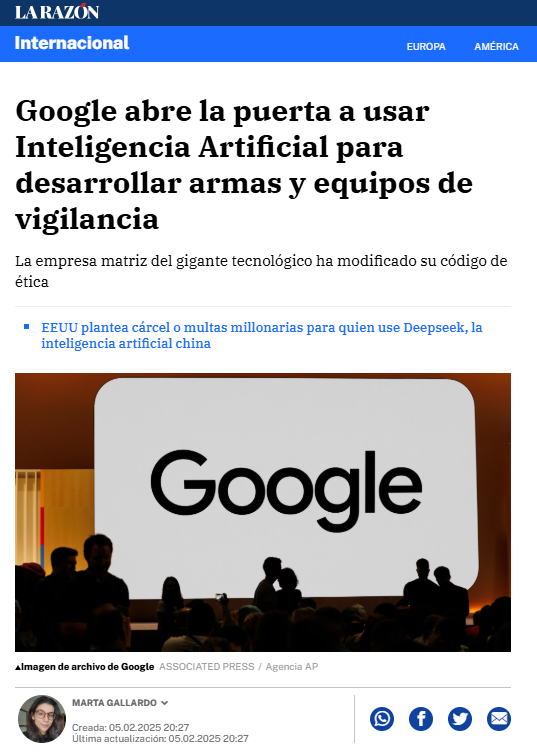 LA RAZÓN
Internacional
EUROPA AMÉRICA
Google abre la puerta a usar
Inteligencia Artificial para
desarrollar armas y equipos de
vigilancia
La empresa matriz del gigante tecnológico ha modificado su código de
ética
EEUU plantea cárcel o multas millonarias para quien use Deepseek, la
inteligencia artificial china
Google
▲Imagen de archivo de Google ASSOCIATED PRESS / Agencia AP
MARTA GALLARDO
Creada: 05.02.2025 20:27
Última actualización: 05.02.2025 20:27